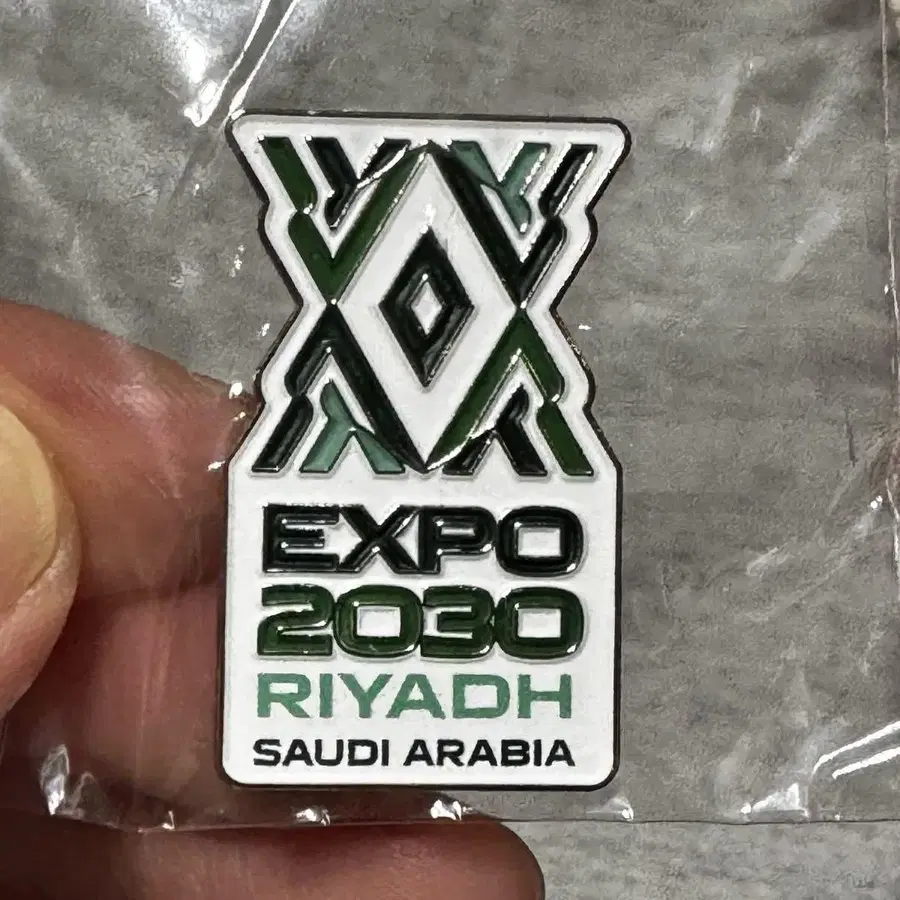 EXPO
2030
RIYADH
SAUDI ARABIA